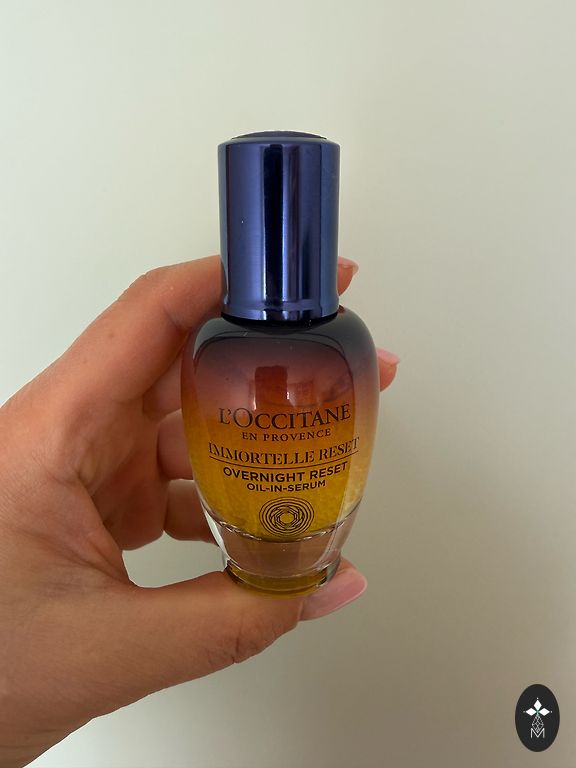 L'OCCITANE
EN PROVENCE
IMMORTELLE RESET
OVERNIGHT RESET
OIL-IN-SERUM
M